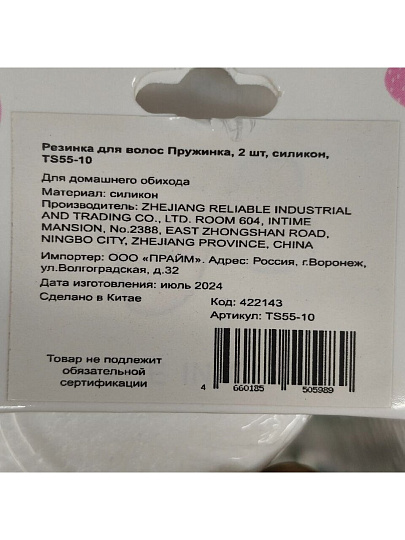 Резинка для волос Пружинка, 2 шт, силикон,
TS55-10
Для домашнего обихода
Материал: силикон
Производитель: ZHEJIANG RELIABLE INDUSTRIAL
AND TRADING CO., LTD. ROOM 604, INTIME
MANSION, No.2388, EAST ZHONGSHAN ROAD,
NINGBO CITY, ZHEJIANG PROVINCE, CHINA
Импортер: ООО «ПРАЙМ». Адрес: Россия, г.Воронеж,
ул.Волгоградская, д.32
Дата изготовления: июль 2024
Сделано в Китае
Код: 422143
Артикул: TS55-10
Товар не подлежит
обязательной
сертификации
4 660185 505989